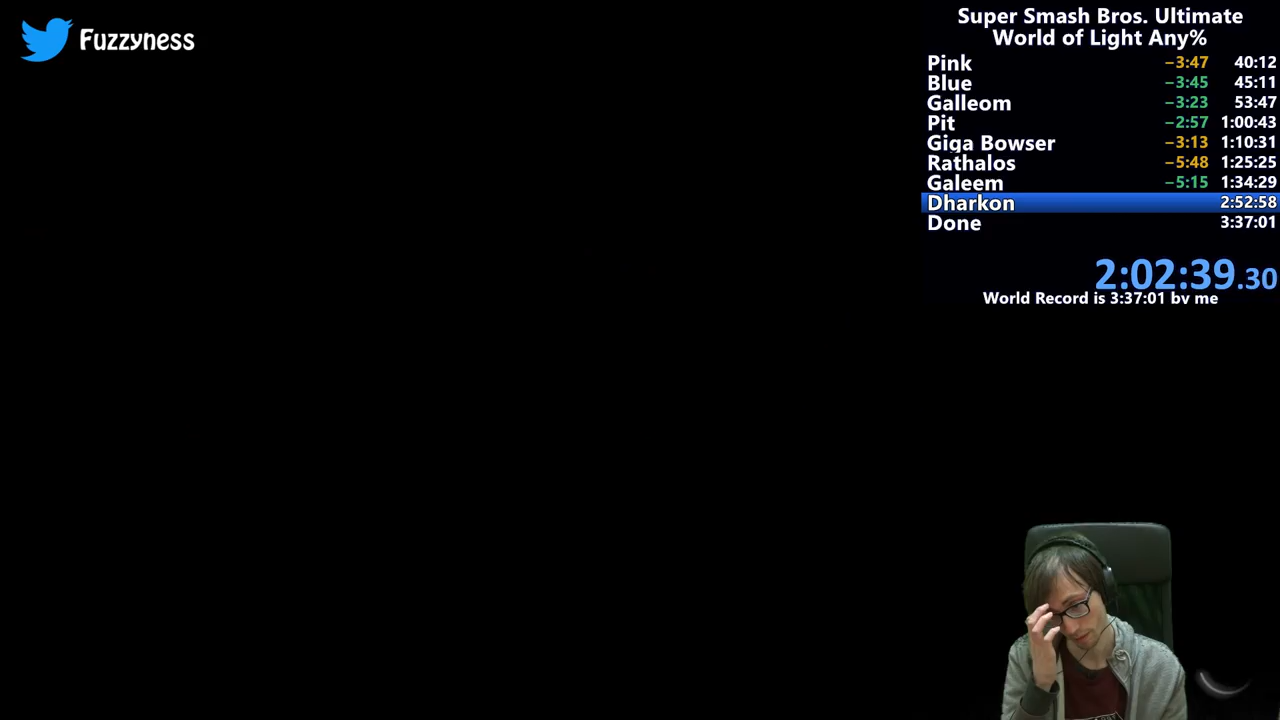 Fuzzyness
Super Smash Bros. Ultimate
World of Light Any%
Pink -3:47 40:12
Blue -3:45 45:11
Galleom -3:23 53:47
Pit -2:57 1:00:43
Giga Bowser -3:13 1:10:31
Rathalos -5:48 1:25:25
Galeem -5:15 1:34:29
Dharkon 2:52:58
Done 3:37:01
2:02:39.30
World Record is 3:37:01 by me